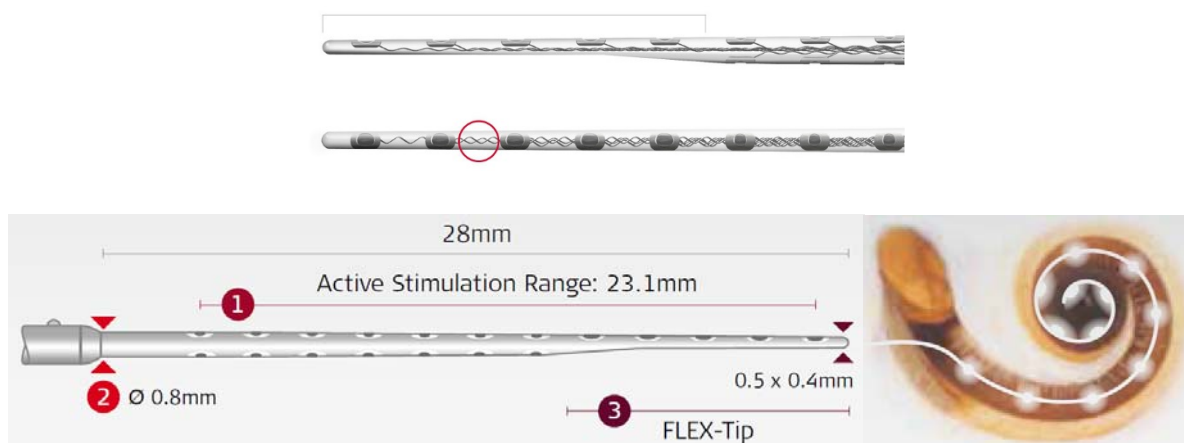 28mm
Active Stimulation Range: 23.1mm
1
2 Ø 0.8mm
0.5 x 0.4mm
3
FLEX-Tip